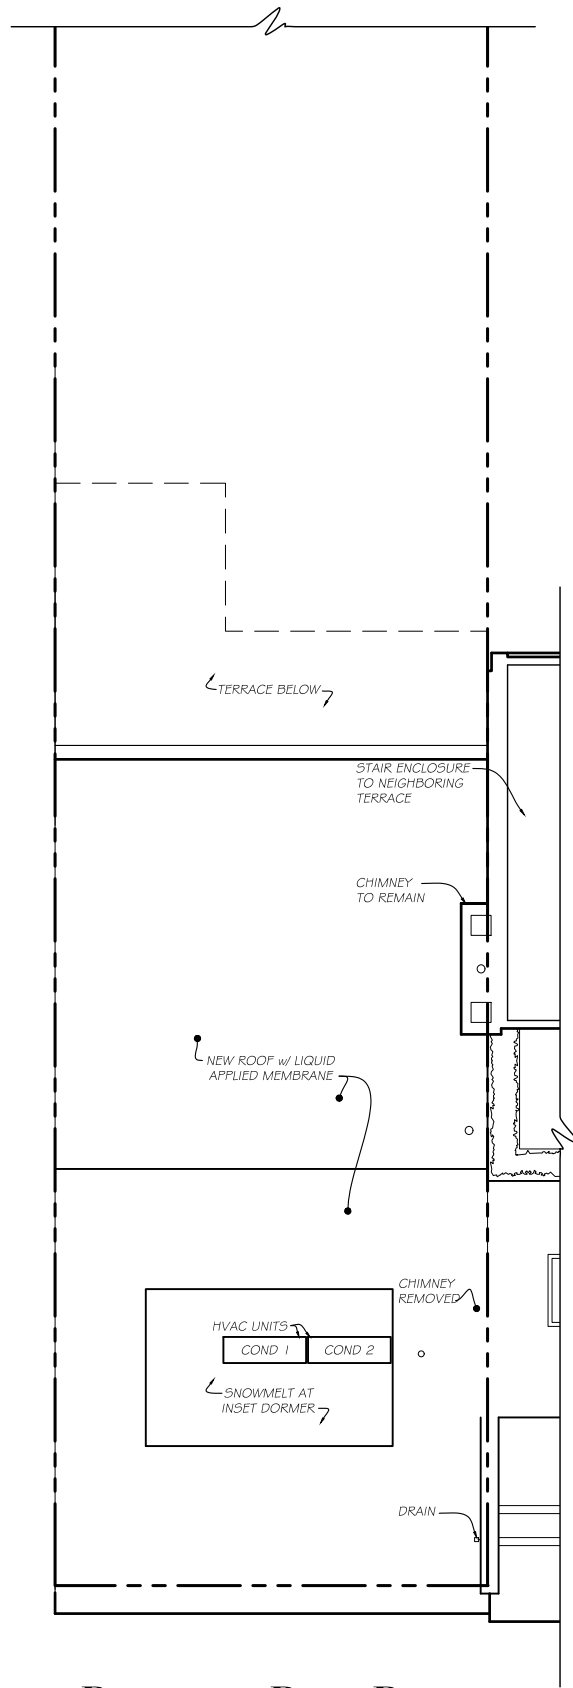 TERRACE BELOW
STAIR ENCLOSURE
TO NEIGHBORING
TERRACE
CHIMNEY
TO REMAIN
NEW ROOF w/ LIQUID
APPLIED MEMBRANE
CHIMNEY
REMOVED
HVAC UNITS
COND 1 COND 2
SNOWMELT AT
INSET DORMER
DRAIN